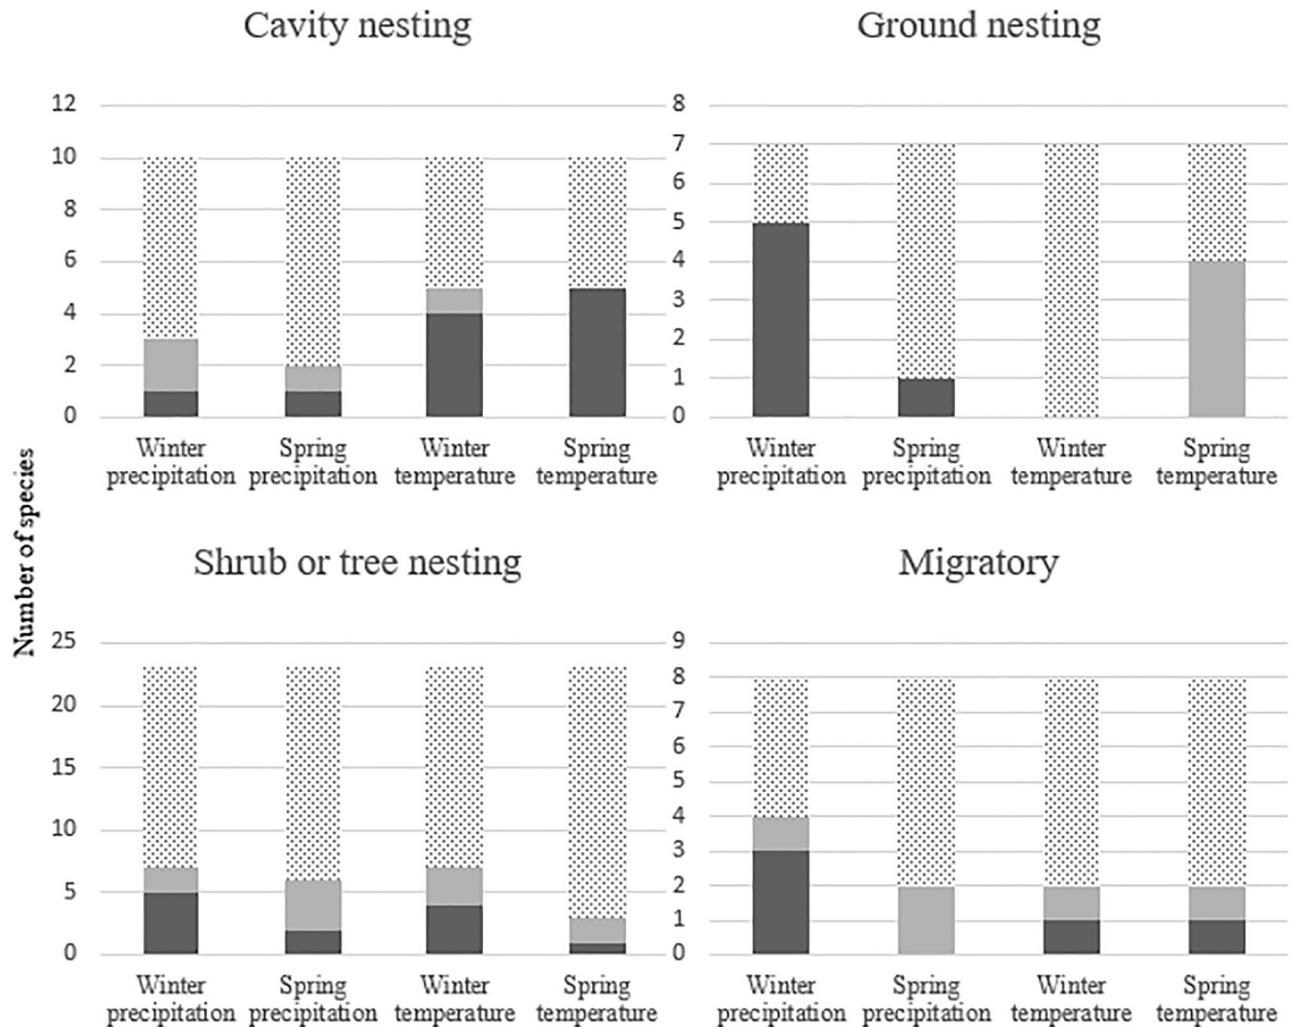 Cavity nesting
12
10
8
6
4
2
0
Winter precipitation
Spring precipitation
Winter temperature
Spring temperature
Ground nesting
8
7
6
5
4
3
2
1
0
Winter precipitation
Spring precipitation
Winter temperature
Spring temperature
Number of species
Shrub or tree nesting
25
20
15
10
5
0
Winter precipitation
Spring precipitation
Winter temperature
Spring temperature
Migratory
9
8
7
6
5
4
3
2
1
0
Winter precipitation
Spring precipitation
Winter temperature
Spring temperature